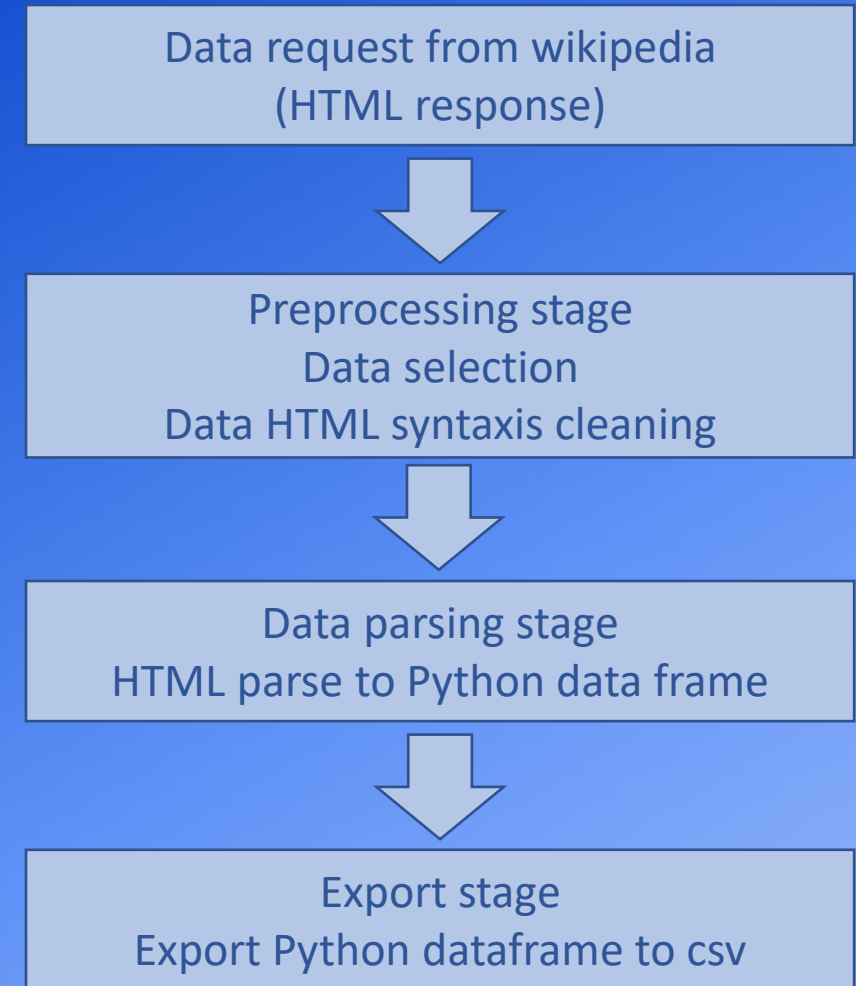 Data request from wikipedia
(HTML response)
Preprocessing stage
Data selection
Data HTML syntaxis cleaning
Data parsing stage
HTML parse to Python data frame
Export stage
Export Python dataframe to csv